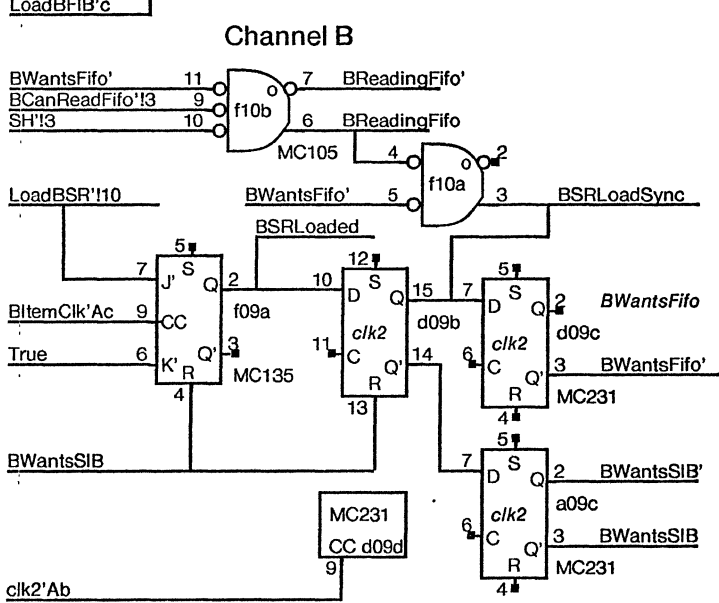 LoadBFIB'c
Channel B
BWantsFifo' 11 7 BReadingFifo'
o
BCanReadFifo'!3 9 f10b
SH'!3 10 6 BReadingFifo
MC105 4 o 2
f10a
LoadBSR'!10 BWantsFifo' 5 3 BSRLoadSync
BSRLoaded
5 12 5
7 S 2 10 S 15 7 S
J' Q f09a D Q D Q 2 BWantsFifo
BItemClk'Ac 9 CC clk2 d09b clk2 d09c
True 6 Q' 3 11 C 14 6 C 3 BWantsFifo'
K' R MC135 R Q' Q' MC231
4 13 R
4
5
BWantsSIB 7 S
D Q 2 BWantsSIB'
clk2 a09c
MC231 6 C 3 BWantsSIB
CC d09d Q'
9 R MC231
clk2'Ab 4